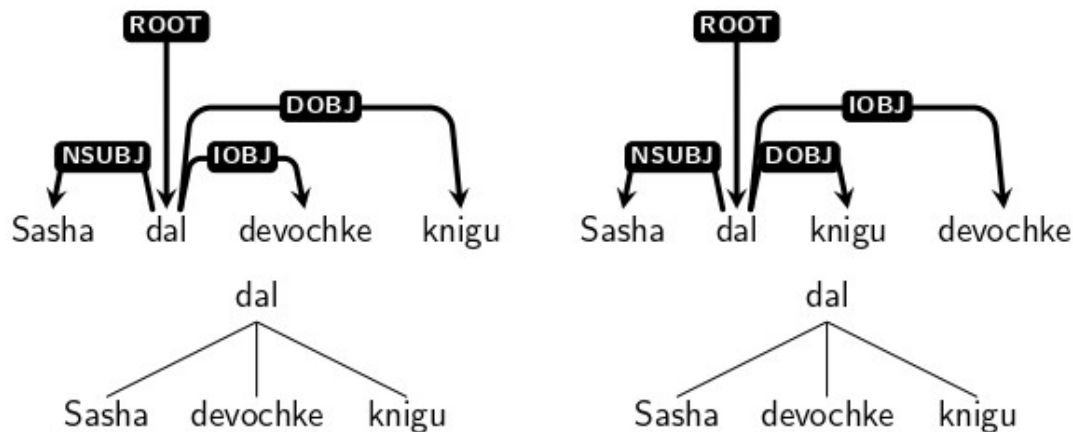 ROOT ROOT
DOBJ IOBJ
NSUBJ IOBJ NSUBJ DOBJ
Sasha dal devochke knigu Sasha dal knigu devochke
dal dal
Sasha devochke knigu Sasha devochke knigu